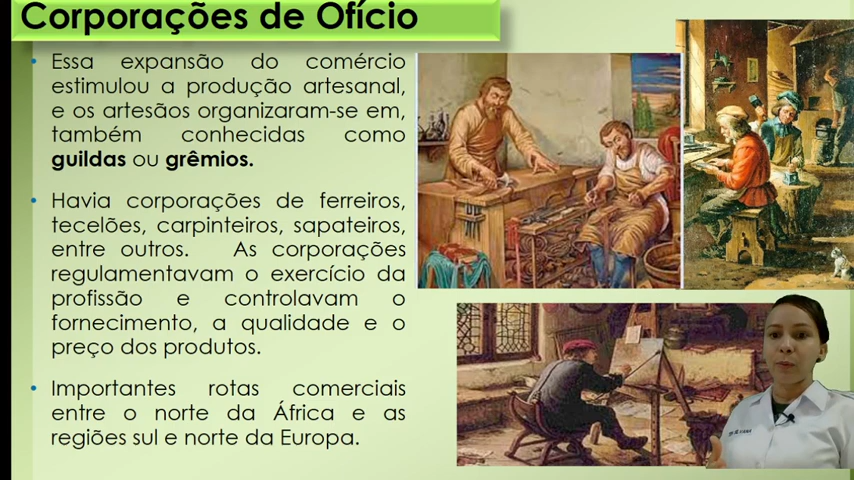 Corporações de Ofício
Essa expansão do comércio
estimulou a produção artesanal,
e os artesãos organizaram-se em,
também conhecidas como
guildas ou grêmios.
Havia corporações de ferreiros,
tecelões, carpinteiros, sapateiros,
entre outros. As corporações
regulamentavam o exercício da
profissão e controlavam o
fornecimento, a qualidade e o
preço dos produtos.
Importantes rotas comerciais
entre o norte da África e as
regiões sul e norte da Europa.